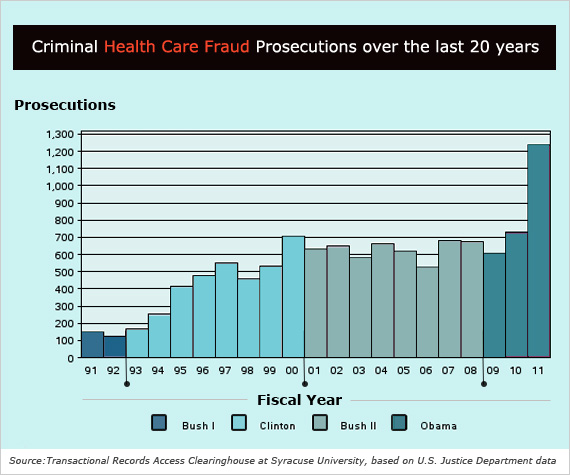 Criminal Health Care Fraud Prosecutions over the last 20 years
Prosecutions
1,300
1,200
1,100
1,000
900
800
700
600
500
400
300
200
100
0
91 92 93 94 95 96 97 98 99 00 01 02 03 04 05 06 07 08 09 10 11
Fiscal Year
Bush I Clinton Bush II Obama
Source:Transactional Records Access Clearinghouse at Syracuse University, based on U.S. Justice Department data